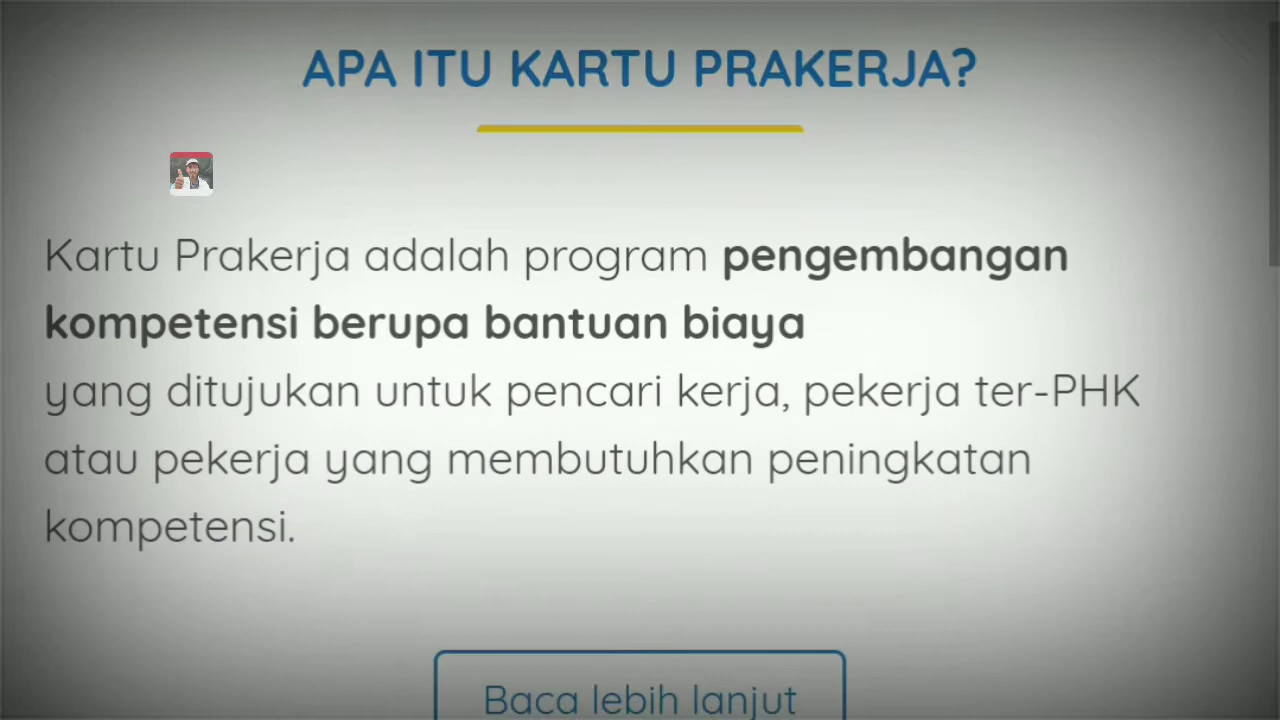 APA ITU KARTU PRAKERJA?
Kartu Prakerja adalah program pengembangan
kompetensi berupa bantuan biaya
yang ditujukan untuk pencari kerja, pekerja ter-PHK
atau pekerja yang membutuhkan peningkatan
kompetensi.
Baca lebih lanjut